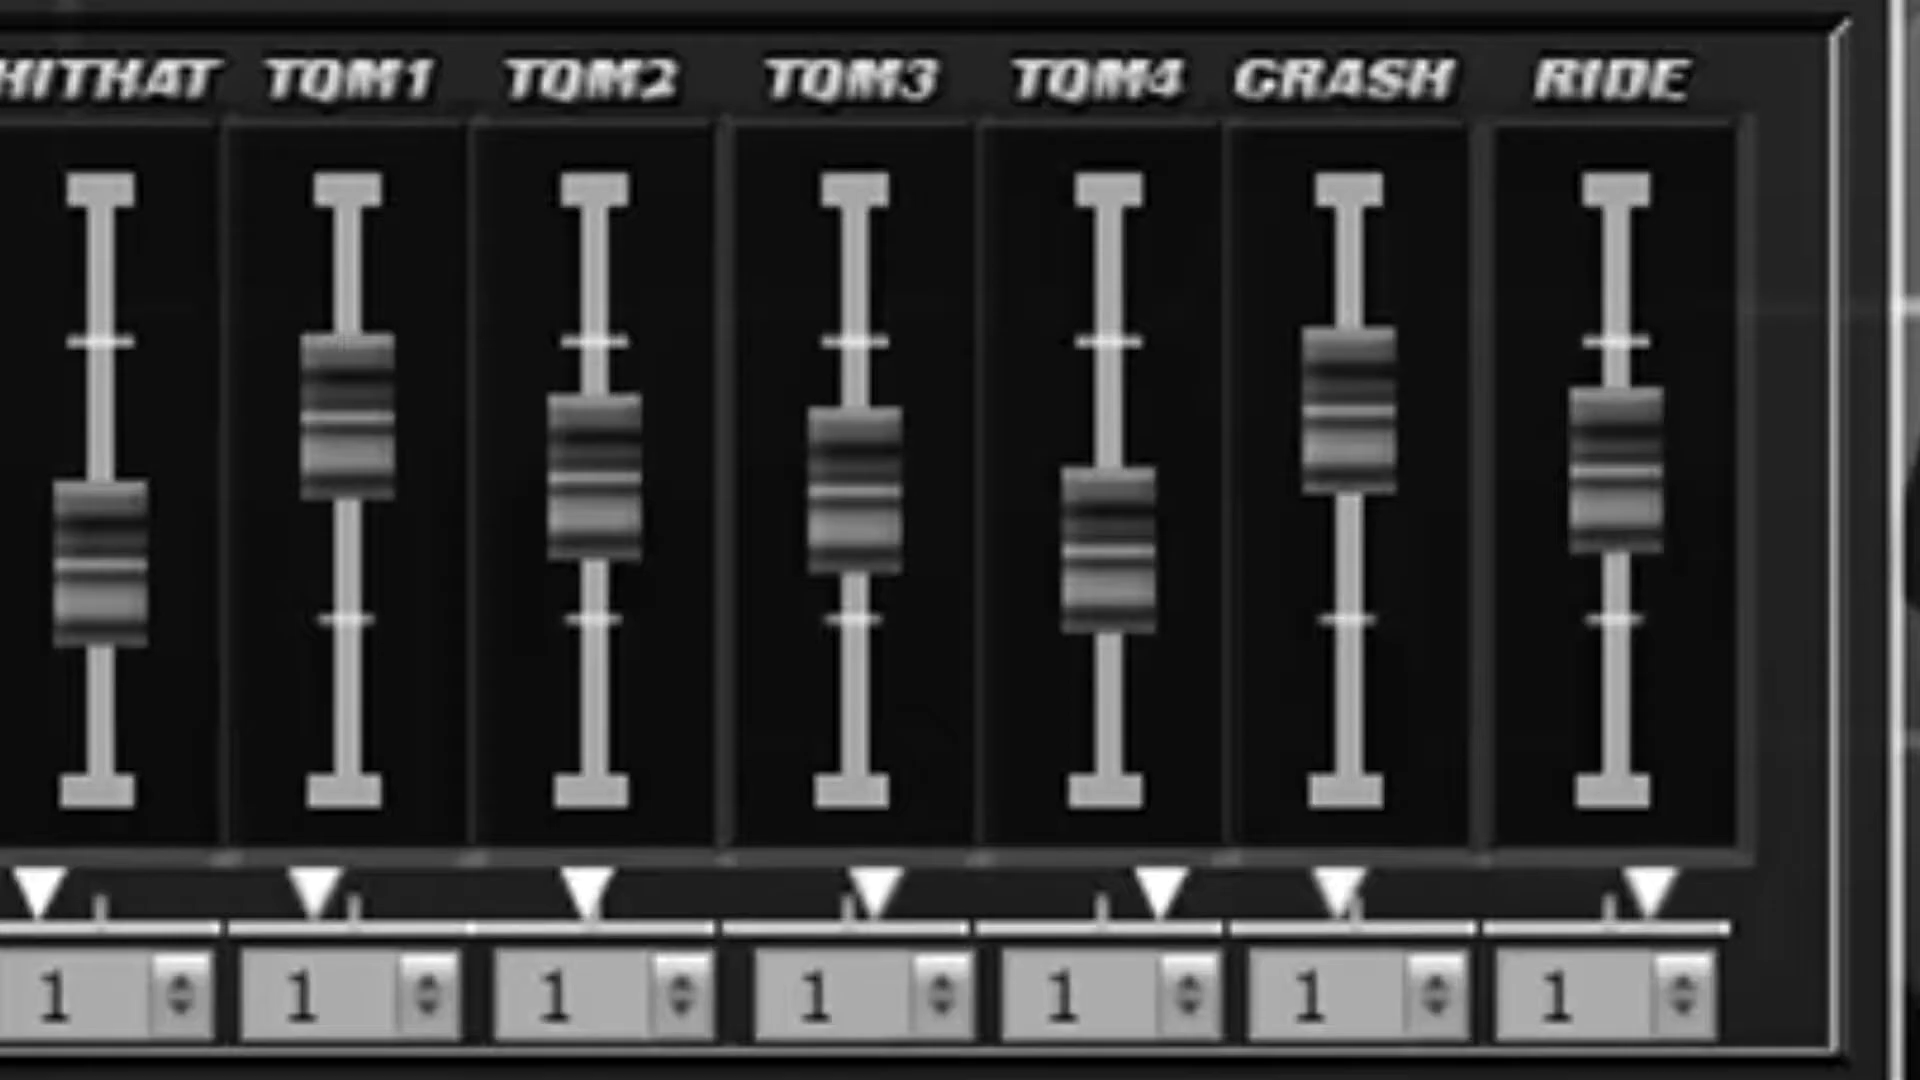 HITHAT TOM1 TOM2 TOM3 TOM4 CRASH RIDE
1 1 1 1 1 1 1